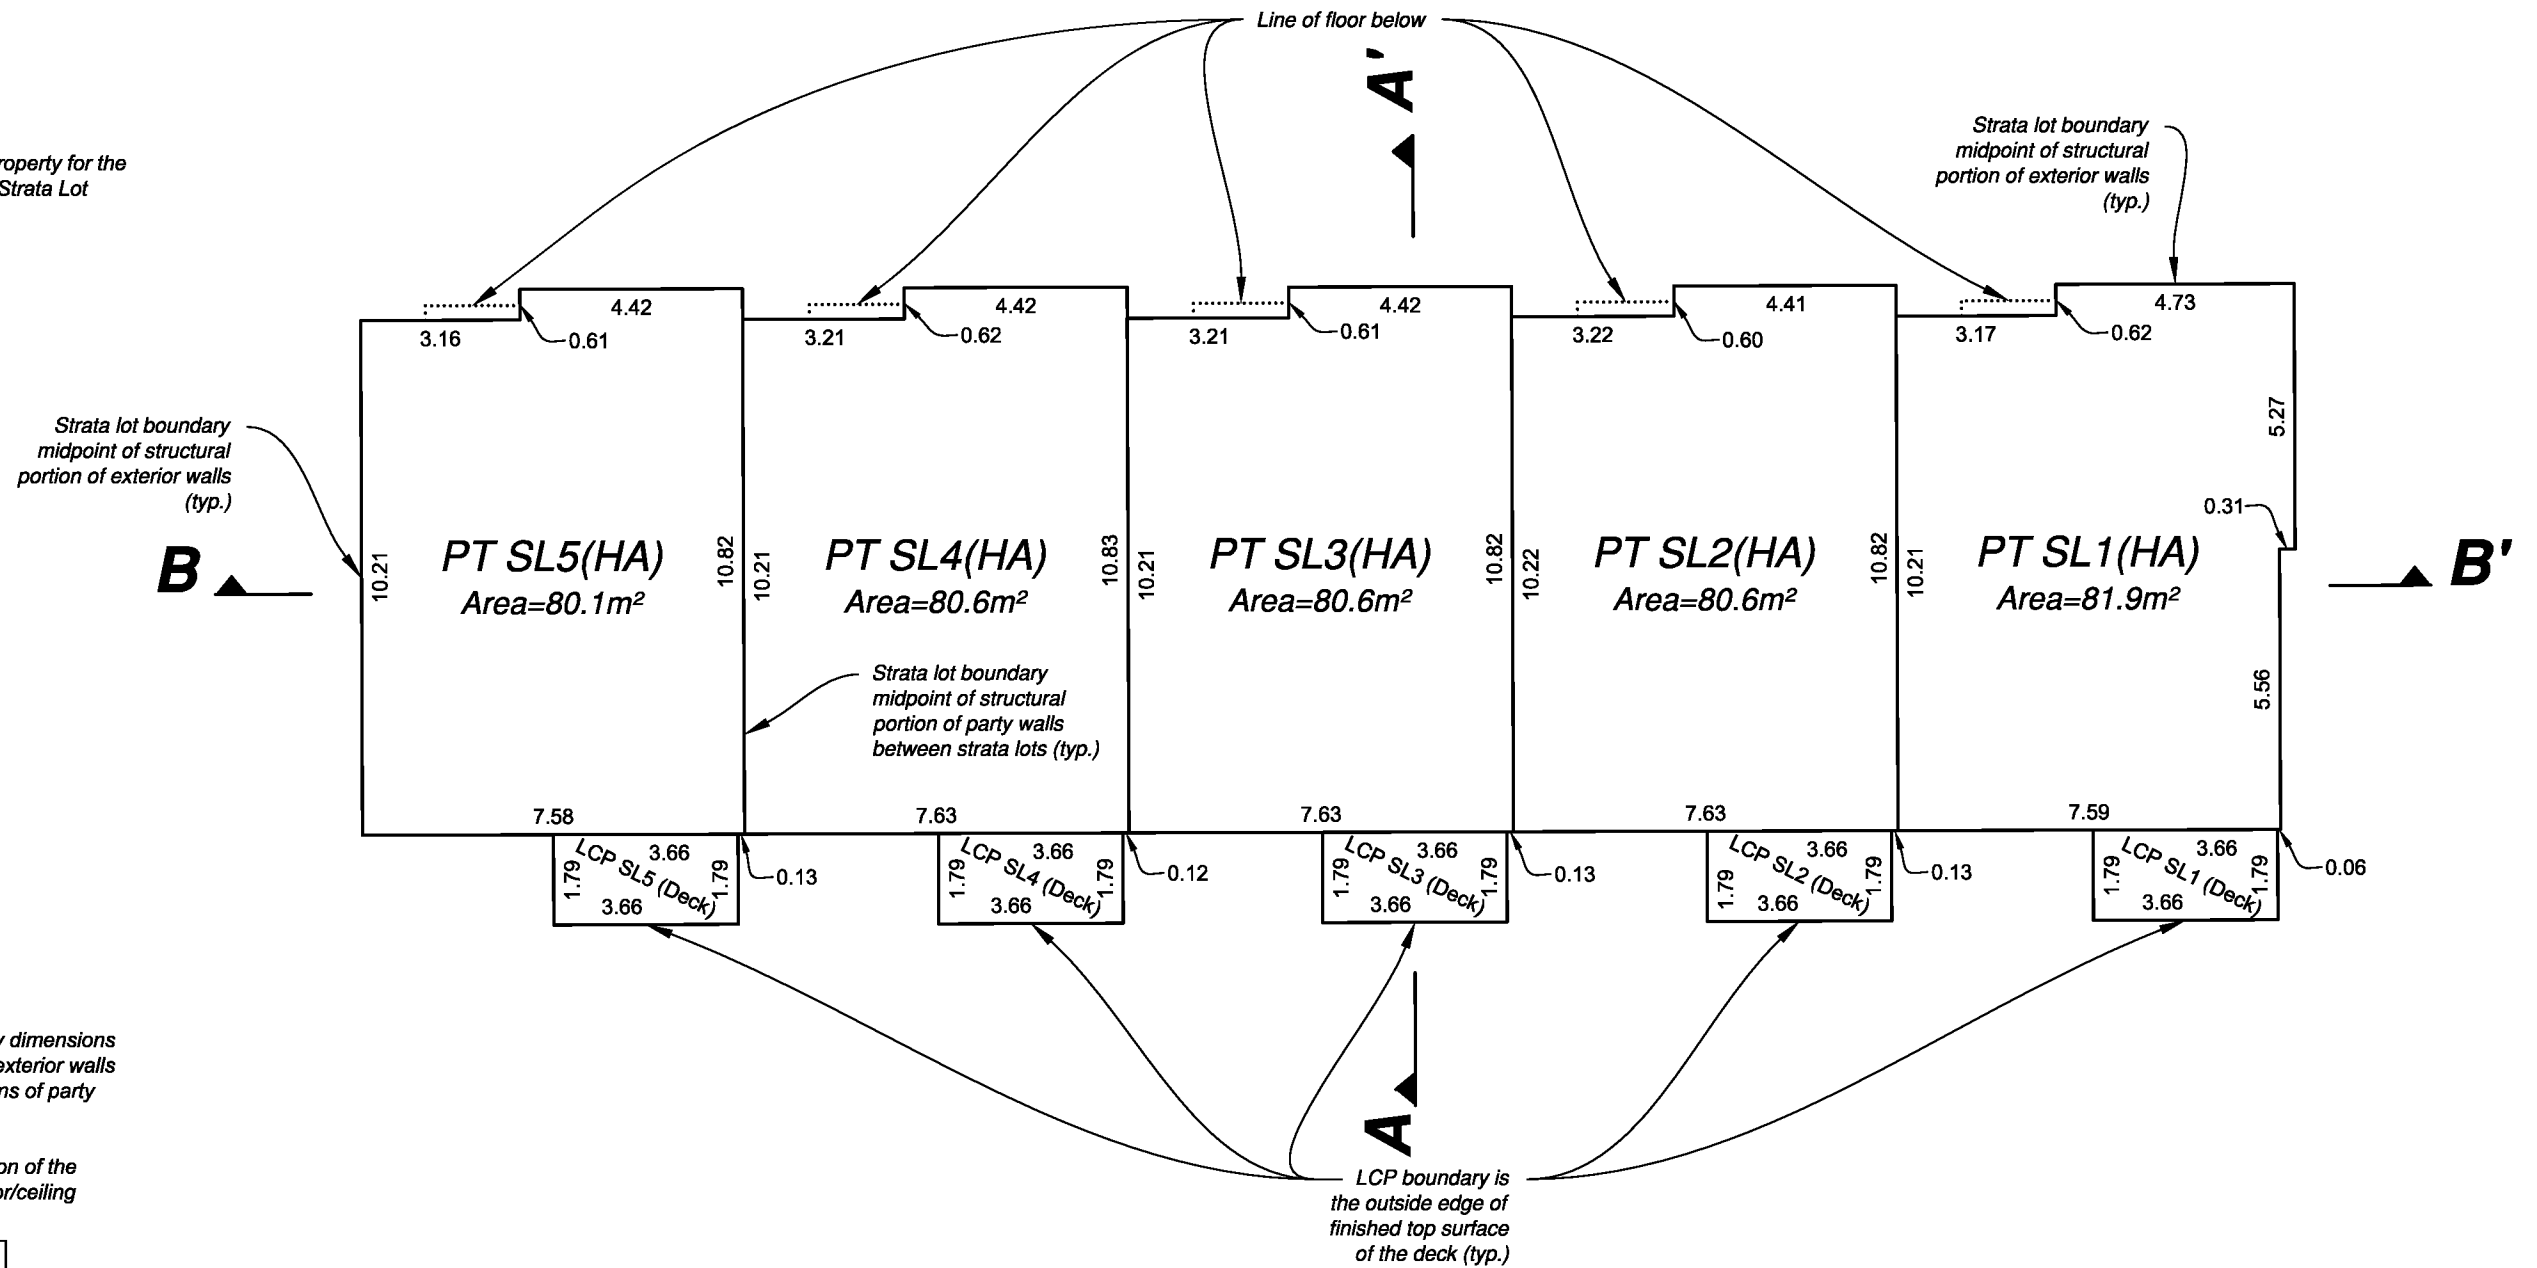 Line of floor below
A'
roperty for the
Strata Lot
Strata lot boundary
midpoint of structural
portion of exterior walls
(typ.)
4.42
3.16
0.61
4.42
3.21
0.62
4.42
3.21
0.61
4.41
3.22
0.60
4.73
3.17
0.62
5.27
0.31
Strata lot boundary
midpoint of structural
portion of exterior walls
(typ.)
B
10.21
PT SL5(HA)
Area=80.1m²
10.82
10.21
PT SL4(HA)
Area=80.6m²
10.83
10.21
PT SL3(HA)
Area=80.6m²
10.82
10.22
PT SL2(HA)
Area=80.6m²
10.82
10.21
PT SL1(HA)
Area=81.9m²
B'
5.56
Strata lot boundary
midpoint of structural
portion of party walls
between strata lots (typ.)
7.58
7.63
7.63
7.63
7.59
3.66
1.79
LCP SL5 (Deck)
1.79
3.66
0.13
3.66
1.79
LCP SL4 (Deck)
1.79
3.66
0.12
3.66
1.79
LCP SL3 (Deck)
1.79
3.66
0.13
3.66
1.79
LCP SL2 (Deck)
1.79
3.66
0.13
3.66
1.79
LCP SL1 (Deck)
1.79
3.66
0.06
dimensions
exterior walls
ns of party
on of the
or/ceiling
A
LCP boundary is
the outside edge of
finished top surface
of the deck (typ.)